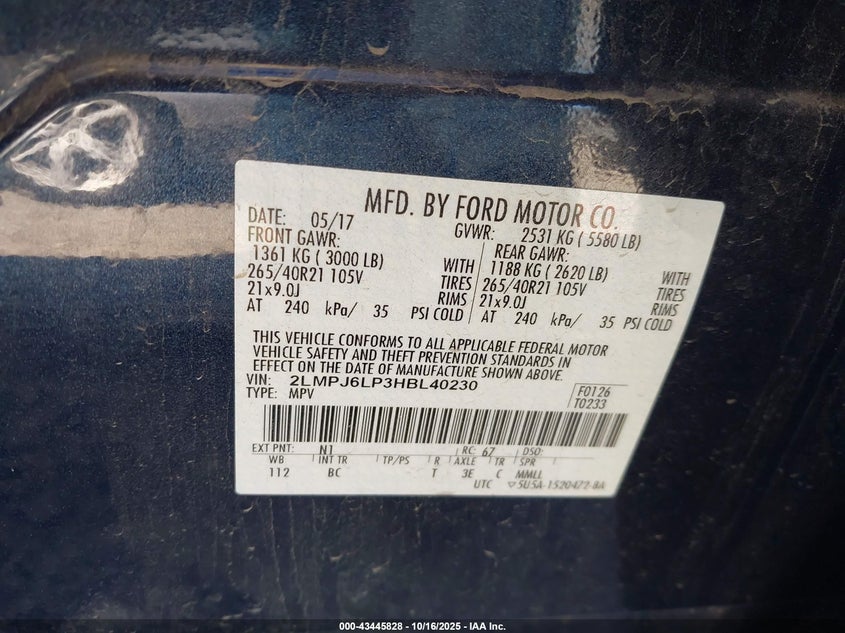 MFD. BY FORD MOTOR CO.
DATE: 05/17 GVWR: 2531 KG ( 5580 LB)
FRONT GAWR: REAR GAWR:
1361 KG ( 3000 LB) WITH 1188 KG ( 2620 LB) WITH
265/40R21 105V TIRES 265/40R21 105V TIRES
21x9.0J RIMS 21x9.0J RIMS
AT 240 kPa/ 35 PSI COLD AT 240 kPa/ 35 PSI COLD
THIS VEHICLE CONFORMS TO ALL APPLICABLE FEDERAL MOTOR
VEHICLE SAFETY AND THEFT PREVENTION STANDARDS IN
EFFECT ON THE DATE OF MANUFACTURE SHOWN ABOVE.
VIN: 2LMPJ6LP3HBL40230 F0126
TYPE: MPV T0233
EXT PNT: N1 RC: 67 DSO:
WB INT TR TP/PS R AXLE TR SPR
112 BC T 3E C MMLL
UTC ▽5U5A-1520472-BA
000-43445828 - 10/16/2025 - IAA Inc.